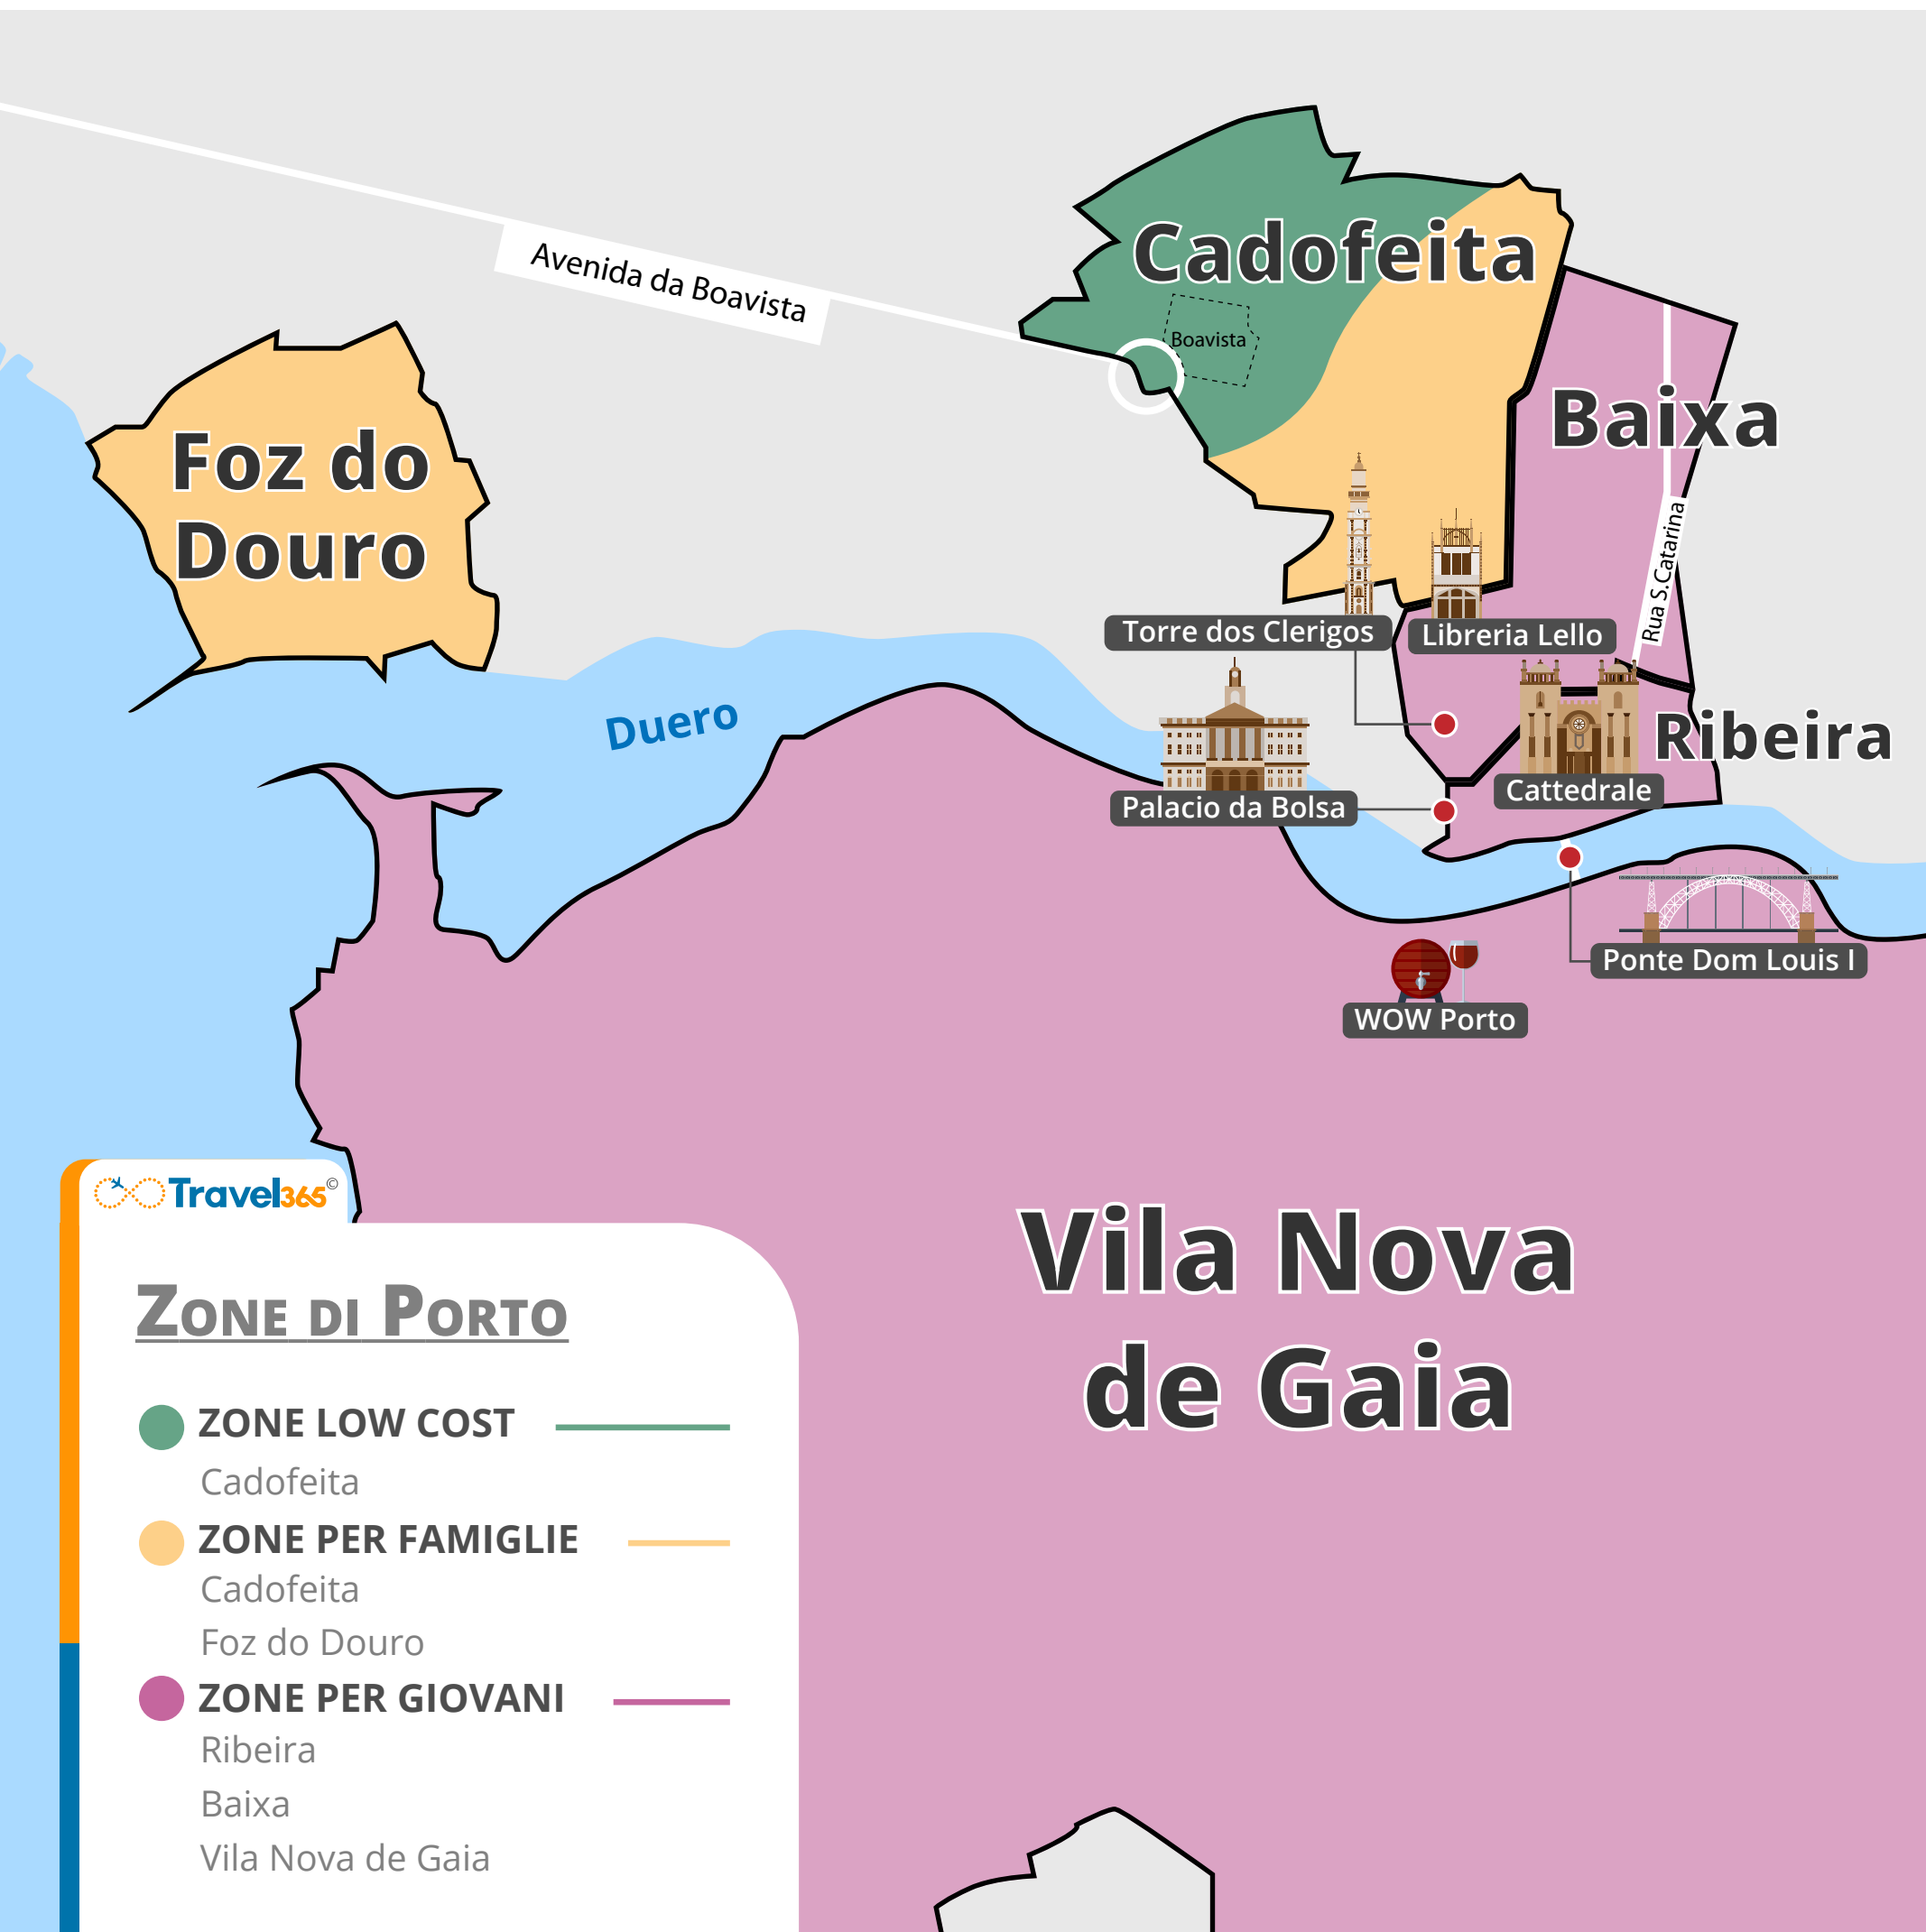 Avenida da Boavista
Cadofeita
Boavista
Baixa
Foz do
Douro
Rua S.Catarina
Torre dos Clerigos
Libreria Lello
Duero
Ribeira
Cattedrale
Palacio da Bolsa
Ponte Dom Louis I
WOW Porto
Travel365©
Vila Nova
de Gaia
Zone di Porto
ZONE LOW COST
Cadofeita
ZONE PER FAMIGLIE
Cadofeita
Foz do Douro
ZONE PER GIOVANI
Ribeira
Baixa
Vila Nova de Gaia